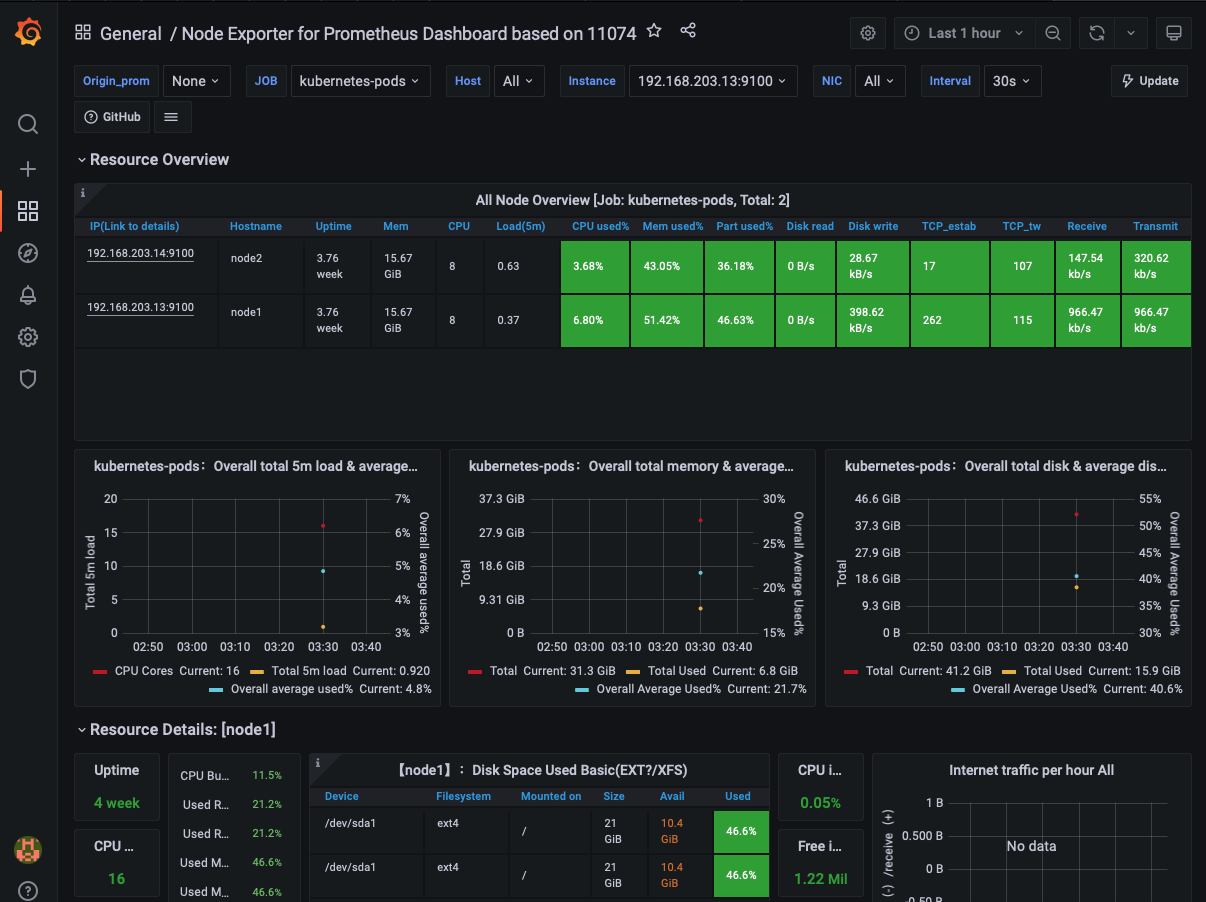 General / Node Exporter for Prometheus Dashboard based on 11074
Last 1 hour
Origin_prom None JOB kubernetes-pods Host All Instance 192.168.203.13:9100 NIC All Interval 30s Update
GitHub
Resource Overview
All Node Overview [Job: kubernetes-pods, Total: 2]
IP(Link to details) Hostname Uptime Mem CPU Load(5m) CPU used% Mem used% Part used% Disk read Disk write TCP_estab TCP_tw Receive Transmit
192.168.203.14:9100 node2 3.76 week 15.67 GiB 8 0.63 3.68% 43.05% 36.18% 0 B/s 28.67 kB/s 17 107 147.54 kb/s 320.62 kb/s
192.168.203.13:9100 node1 3.76 week 15.67 GiB 8 0.37 6.80% 51.42% 46.63% 0 B/s 398.62 kB/s 262 115 966.47 kb/s 966.47 kb/s
kubernetes-pods：Overall total 5m load & average...
Total 5m load
20
15
10
5
0
7%
6%
5%
4%
3%
Overall average used%
02:50 03:00 03:10 03:20 03:30 03:40
CPU Cores Current: 16 Total 5m load Current: 0.920
Overall average used% Current: 4.8%
kubernetes-pods：Overall total memory & average...
Total
37.3 GiB
27.9 GiB
18.6 GiB
9.31 GiB
0 B
30%
25%
20%
15%
Overall Average Used%
02:50 03:00 03:10 03:20 03:30 03:40
Total Current: 31.3 GiB Total Used Current: 6.8 GiB
Overall Average Used% Current: 21.7%
kubernetes-pods：Overall total disk & average dis...
Total
46.6 GiB
37.3 GiB
27.9 GiB
18.6 GiB
9.3 GiB
0 B
55%
50%
45%
40%
35%
30%
Overall Average Used%
02:50 03:00 03:10 03:20 03:30 03:40
Total Current: 41.2 GiB Total Used Current: 15.9 GiB
Overall Average Used% Current: 40.6%
Resource Details: [node1]
Uptime
4 week
CPU ...
16
CPU Bu... 11.5%
Used R... 21.2%
Used R... 21.2%
Used M... 46.6%
Used M... 46.6%
【node1】：Disk Space Used Basic(EXT?/XFS)
Device Filesystem Mounted on Size Avail Used
/dev/sda1 ext4 / 21 GiB 10.4 GiB 46.6%
/dev/sda1 ext4 / 21 GiB 10.4 GiB 46.6%
CPU i...
0.05%
Free i...
1.22 Mil
Internet traffic per hour All
(-) /receive (+)
1 B
0.500 B
0 B
-0.50 B
No data